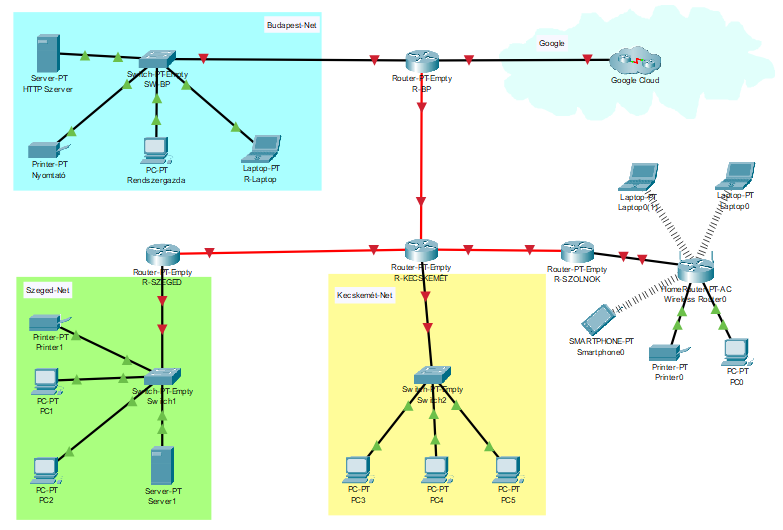 Budapest-Net
Server-PT
HTTP Szerver
Switch-PT-Empty
SW-BP
Printer-PT
Nyomtató
PC-PT
Rendszergazda
Laptop-PT
R-Laptop
Router-PT-Empty
R-BP
Google
Google Cloud
Laptop-PT
Laptop0(1)
Laptop-PT
Laptop0
Router-PT-Empty
R-SZEGED
Router-PT-Empty
R-KECSKEMÉT
Router-PT-Empty
R-SZOLNOK
HomeRouter-PT-AC
Wireless Router0
SMARTPHONE-PT
Smartphone0
Printer-PT
Printer0
PC-PT
PC0
Szeged-Net
Printer-PT
Printer1
PC-PT
PC1
Switch-PT-Empty
Switch1
PC-PT
PC2
Server-PT
Server1
Kecskemét-Net
Switch-PT-Empty
Switch2
PC-PT
PC3
PC-PT
PC4
PC-PT
PC5